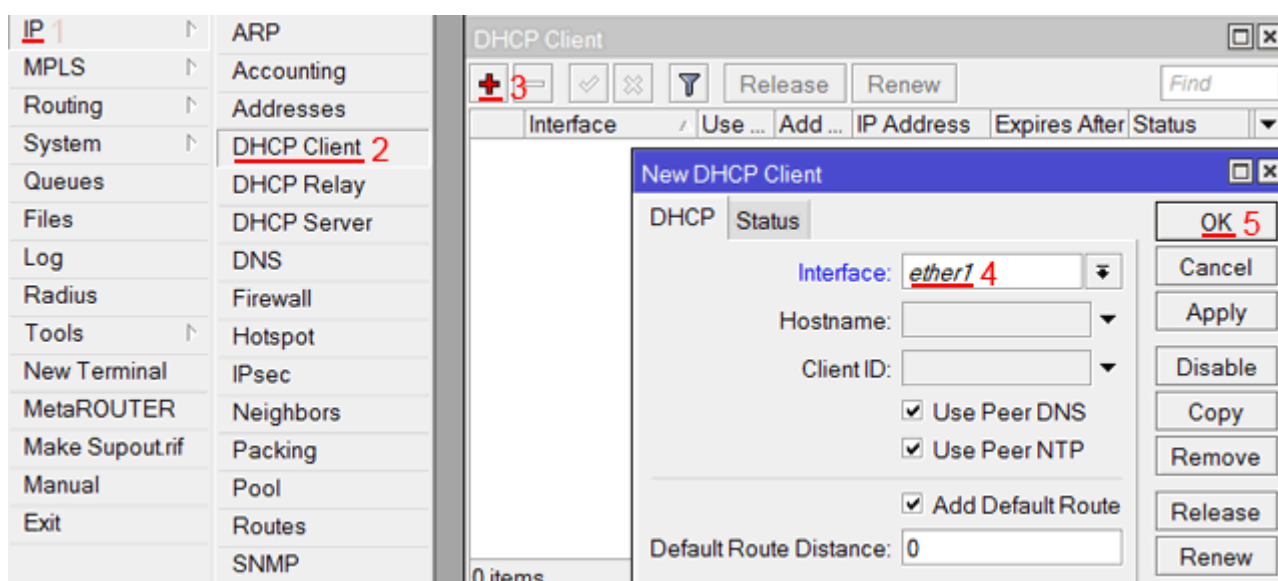 IP 1
MPLS
Routing
System
Queues
Files
Log
Radius
Tools
New Terminal
MetaROUTER
Make Supout.rif
Manual
Exit
ARP
Accounting
Addresses
DHCP Client 2
DHCP Relay
DHCP Server
DNS
Firewall
Hotspot
IPsec
Neighbors
Packing
Pool
Routes
SNMP
DHCP Client
3 Release Renew Find
Interface Use ... Add ... IP Address Expires After Status
New DHCP Client
DHCP Status
Interface: ether1 4
Hostname:
Client ID:
Use Peer DNS
Use Peer NTP
Add Default Route
Default Route Distance: 0
OK 5
Cancel
Apply
Disable
Copy
Remove
Release
Renew
0 items